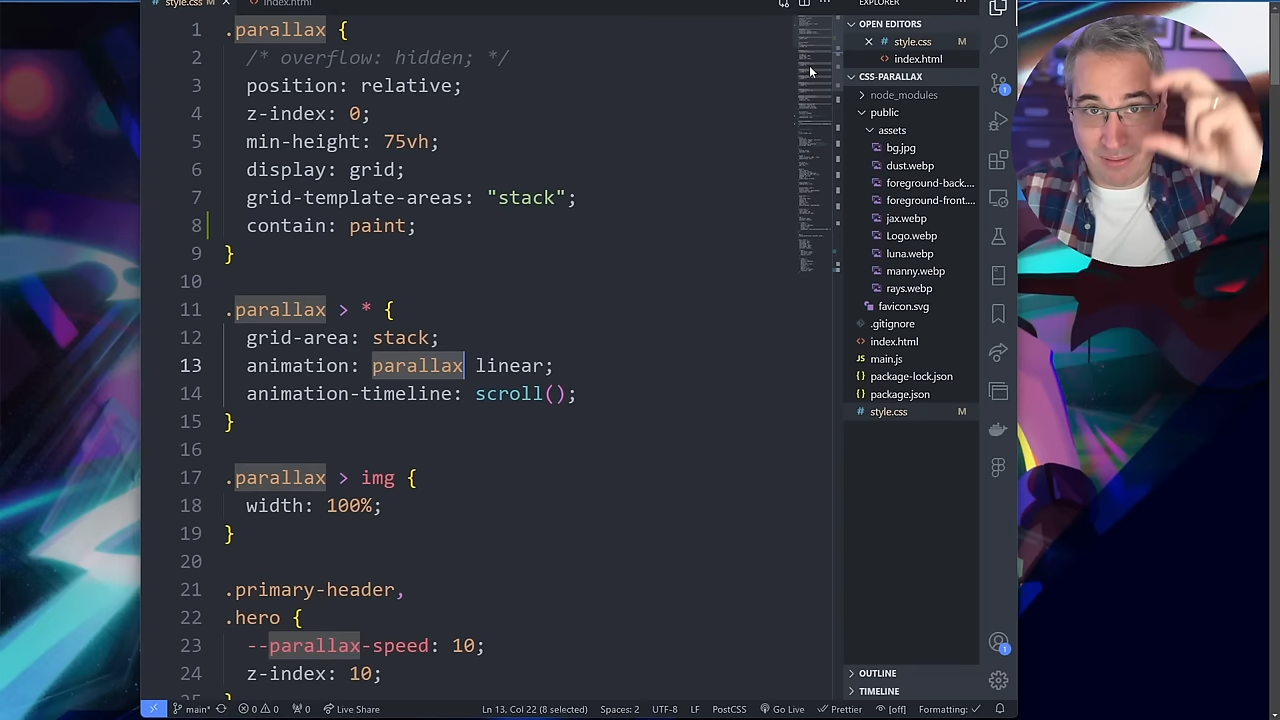 style.css
index.html
EXPLORER
1 .parallax {
2 /* overflow: hidden; */
3 position: relative;
4 z-index: 0;
5 min-height: 75vh;
6 display: grid;
7 grid-template-areas: "stack";
8 contain: paint;
9 }
10
11 .parallax > * {
12 grid-area: stack;
13 animation: parallax linear;
14 animation-timeline: scroll();
15 }
16
17 .parallax > img {
18 width: 100%;
19 }
20
21 .primary-header,
22 .hero {
23 --parallax-speed: 10;
24 z-index: 10;
25 }
OPEN EDITORS
style.css M
index.html
CSS-PARALLAX
node_modules
public
assets
bg.jpg
dust.webp
foreground-back....
foreground-front....
jax.webp
Logo.webp
luna.webp
manny.webp
rays.webp
favicon.svg
.gitignore
index.html
main.js
package-lock.json
package.json
style.css M
OUTLINE
TIMELINE
1
1
main* 0 0 0 Live Share Ln 13, Col 22 (8 selected) Spaces: 2 UTF-8 LF PostCSS Go Live Prettier [off] Formatting: ✓